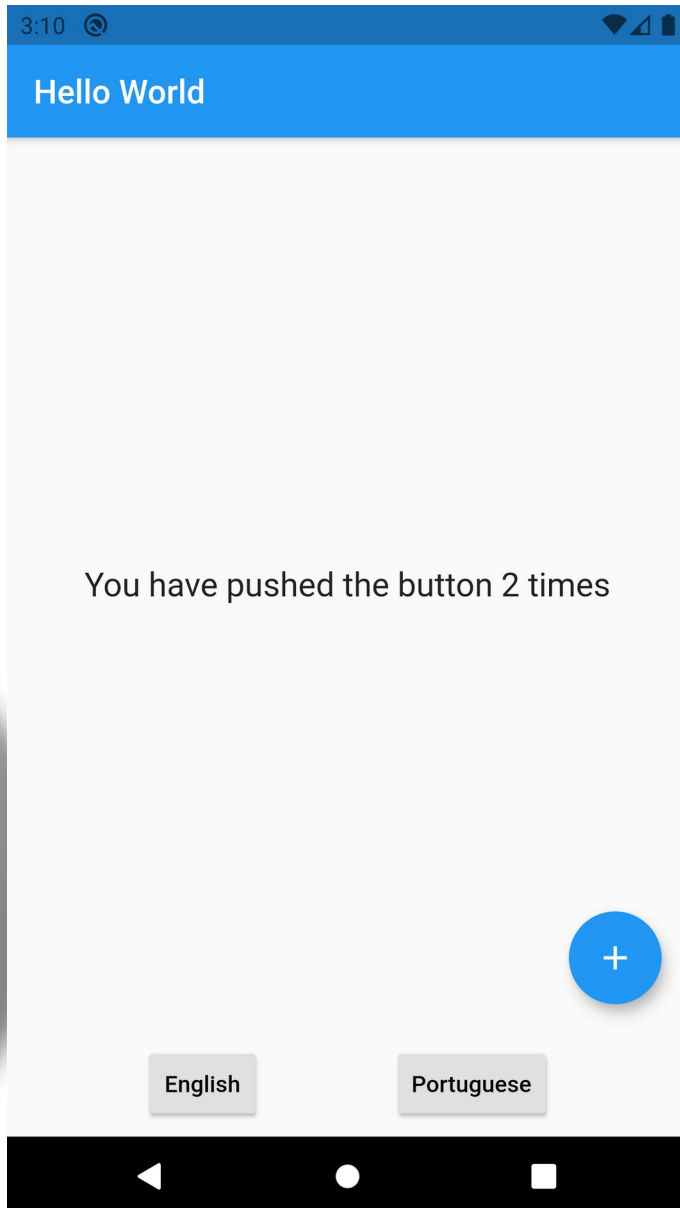 3:10
Hello World
You have pushed the button 2 times
+
English
Portuguese